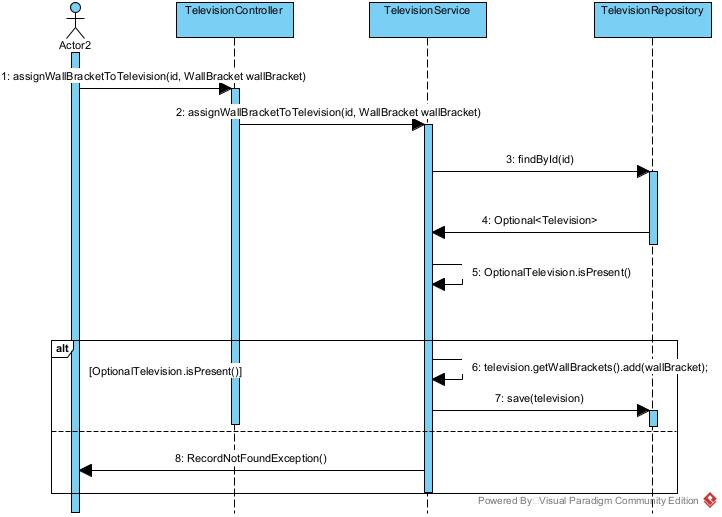 TelevisionController
TelevisionService
TelevisionRepository
Actor2
1: assignWallBracketToTelevision(id, WallBracket wallBracket)
2: assignWallBracketToTelevision(id, WallBracket wallBracket)
3: findById(id)
4: Optional<Television>
5: OptionalTelevision.isPresent()
alt
[OptionalTelevision.isPresent()]
6: television.getWallBrackets().add(wallBracket);
7: save(television)
8: RecordNotFoundException()
Powered By: Visual Paradigm Community Edition